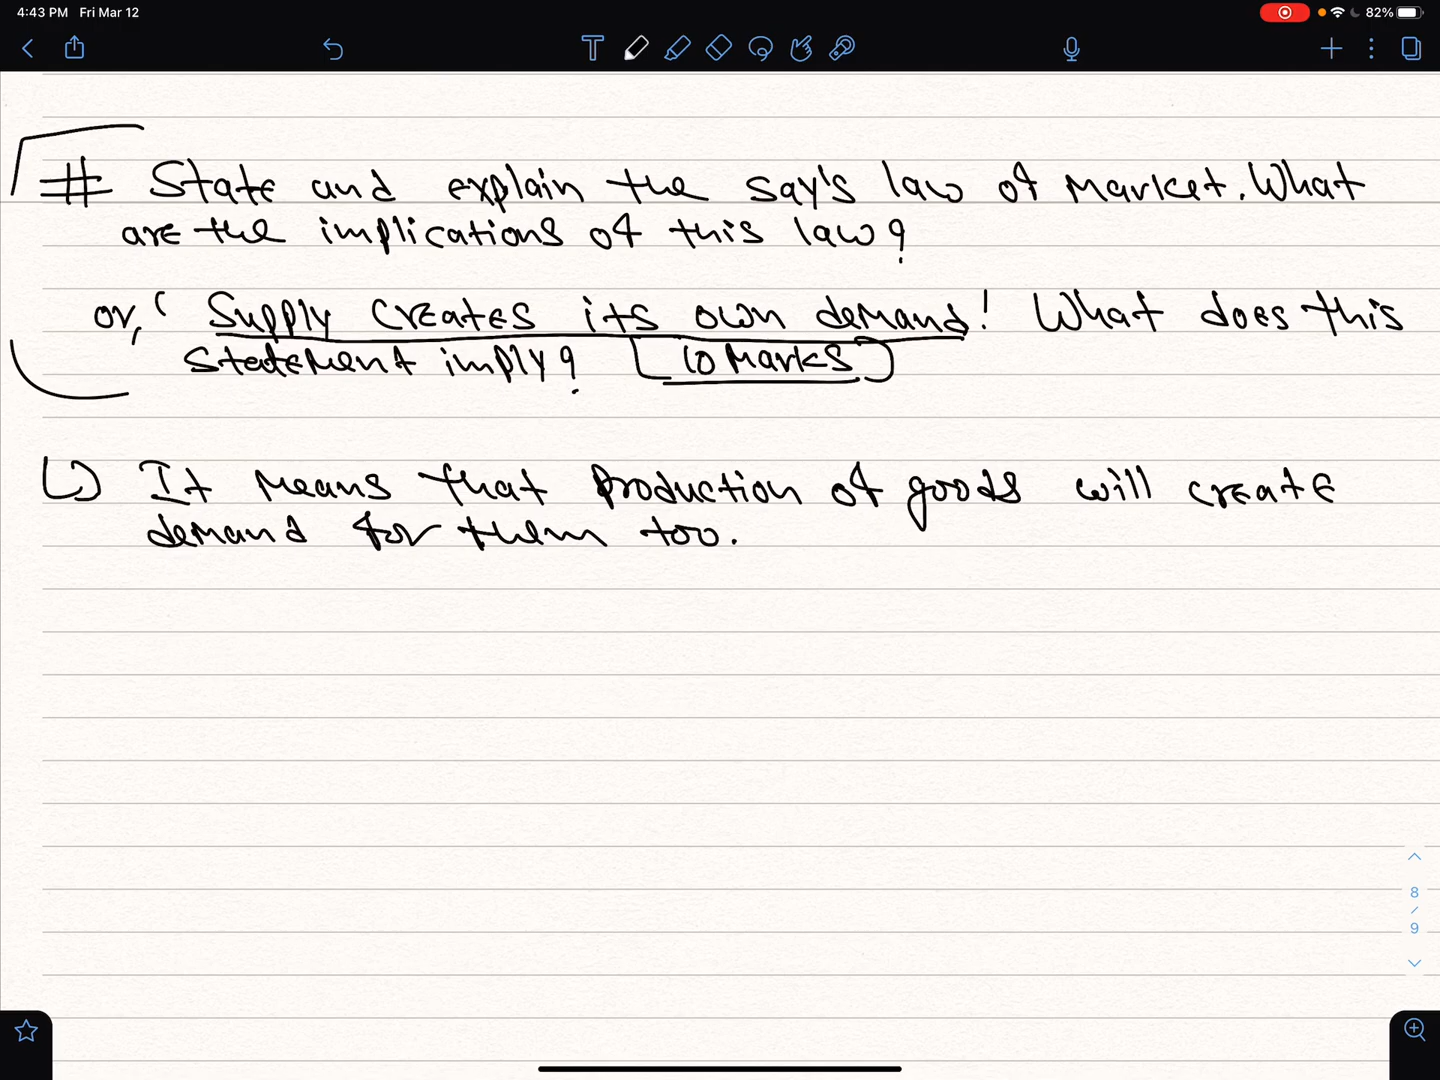 4:43 PM Fri Mar 12 82%
# State and explain the Say's law of Market. What
are the implications of this law?
or, ' Supply creates its own demand! What does this
statement imply? [10 Marks]
↳ It means that production of goods will create
demand for them too.
8
/
9